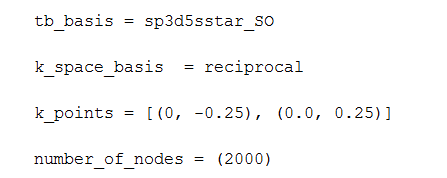 tb_basis = sp3d5sstar_SO
k_space_basis  = reciprocal
k_points = [(0, -0.25), (0.0, 0.25)]
number_of_nodes = (2000)